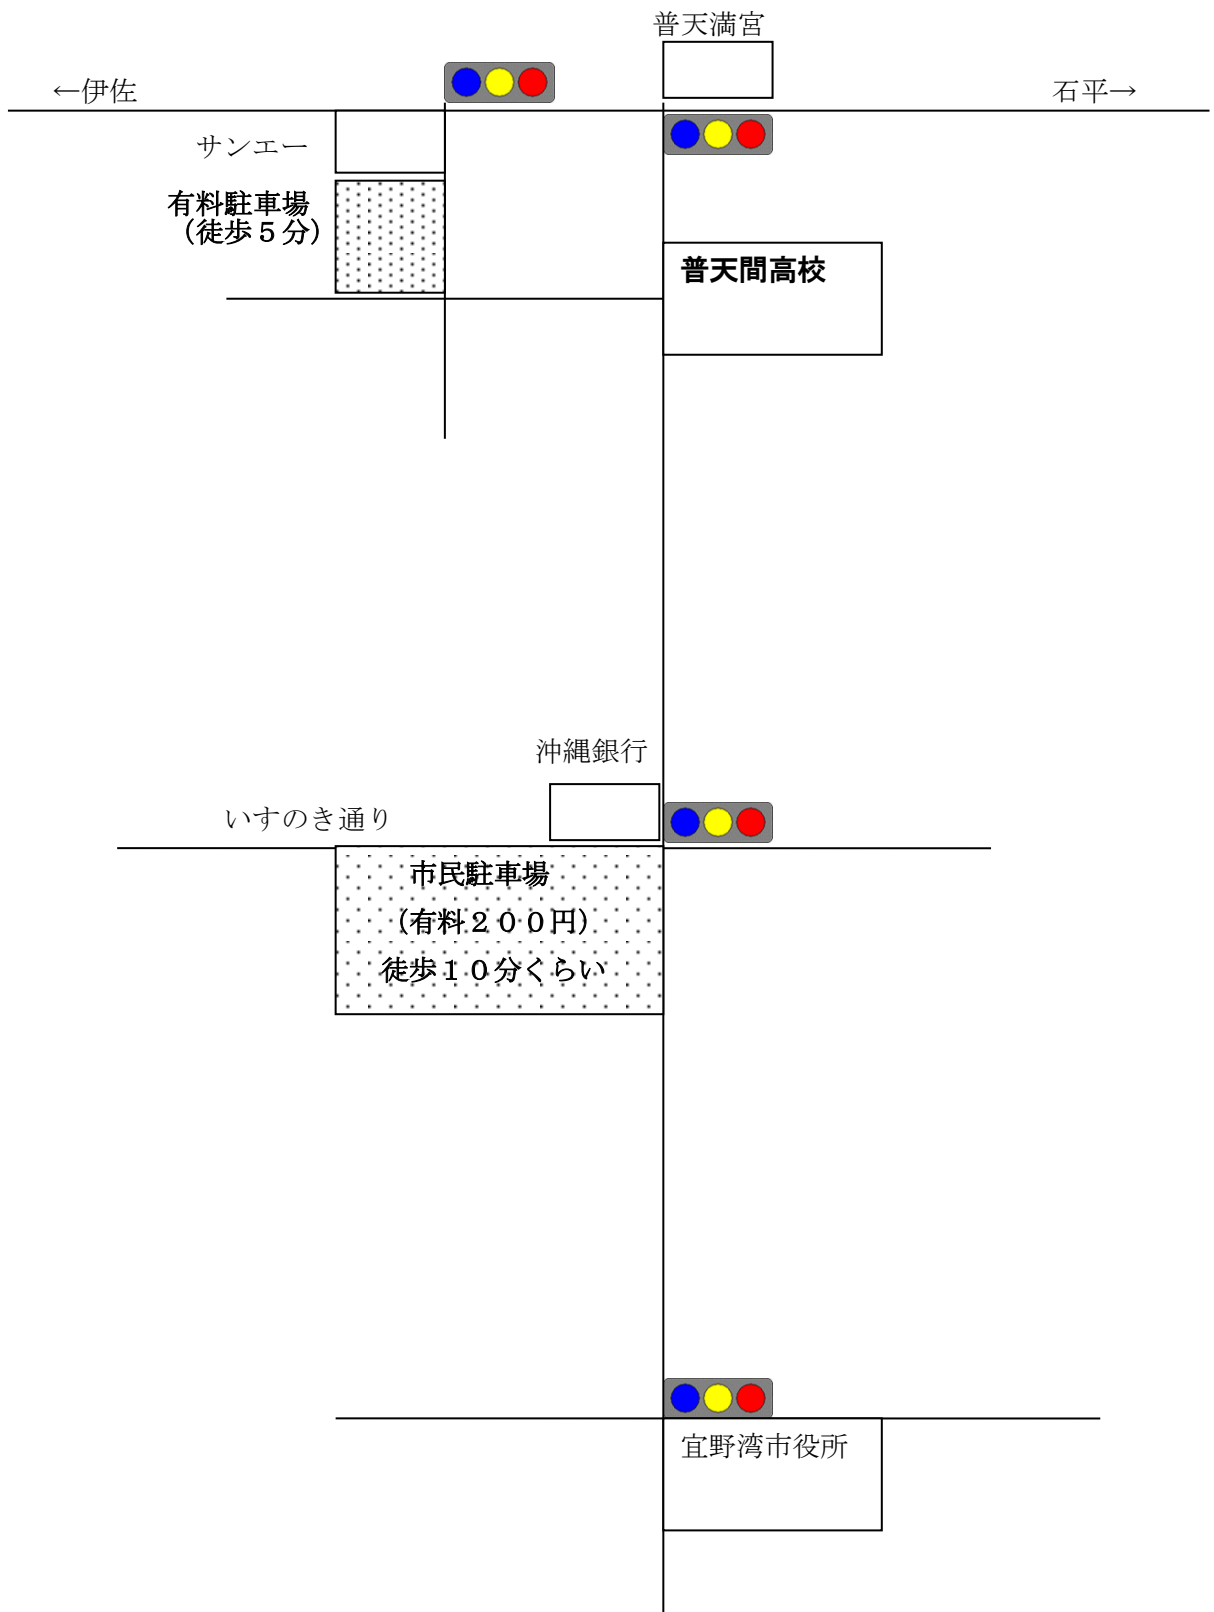 普天満宮
←伊佐
石平→
サンエー
有料駐車場
（徒歩５分）
普天間高校
沖縄銀行
いすのき通り
市民駐車場
（有料２００円）
徒歩１０分くらい
宜野湾市役所